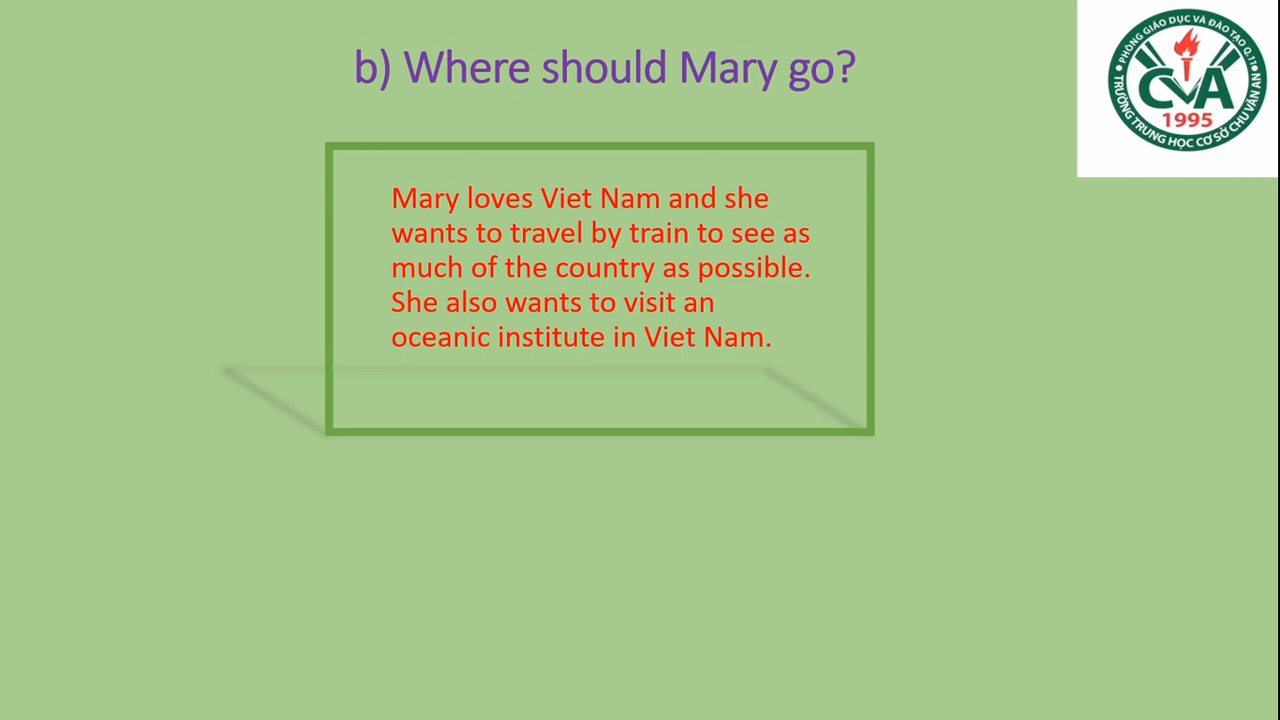 b) Where should Mary go?
Mary loves Viet Nam and she
wants to travel by train to see as
much of the country as possible.
She also wants to visit an
oceanic institute in Viet Nam.
PHÒNG GIÁO DỤC VÀ ĐÀO TẠO Q.11
CVA
1995
TRƯỜNG TRUNG HỌC CƠ SỞ CHU VĂN AN